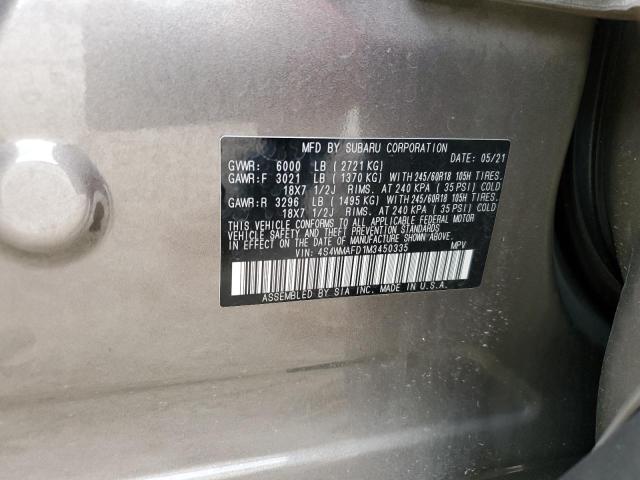 MFD BY SUBARU CORPORATION
GVWR: 6000 LB (2721 KG) DATE: 05/21
GAWR:F 3021 LB (1370 KG) WITH 245/60R18 105H TIRES.
18X7 1/2J RIMS. AT 240 KPA (35 PSI) COLD
GAWR:R 3296 LB (1495 KG) WITH 245/60R18 105H TIRES.
18X7 1/2J RIMS. AT 240 KPA (35 PSI) COLD
THIS VEHICLE CONFORMS TO ALL APPLICABLE FEDERAL MOTOR
VEHICLE SAFETY AND THEFT PREVENTION STANDARDS
IN EFFECT ON THE DATE OF MANUFACTURE SHOWN ABOVE.
VIN: 4S4WMAFD1M3450335 MPV
ASSEMBLED BY SIA INC. MADE IN U.S.A.